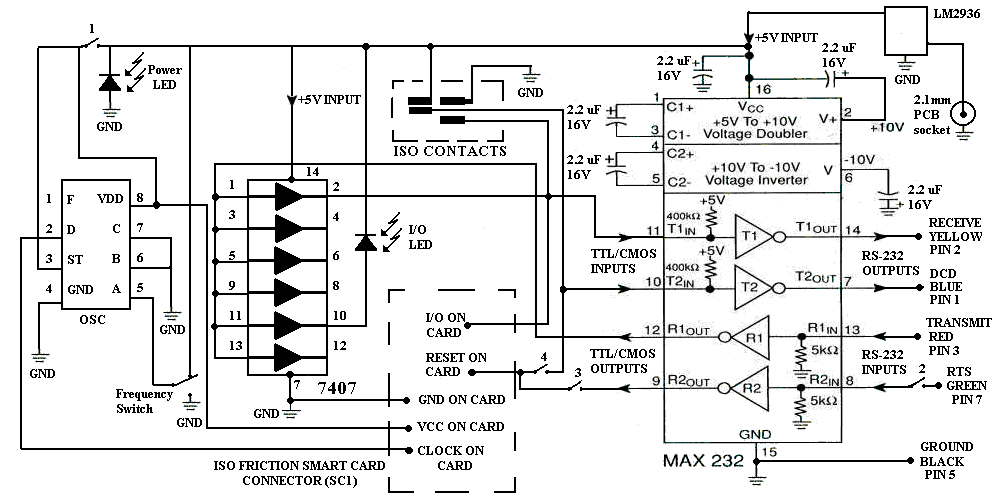 1
Power
LED
GND
+5V INPUT
2.2 uF
16V
GND
+5V INPUT
2.2 uF
16V
LM2936
GND
2.1mm
PCB
socket
ISO CONTACTS
2.2 uF
16V
2.2 uF
16V
1
C1+
3
C1-
4
C2+
5
C2-
16
VCC
+5V To +10V
Voltage Doubler
V+
2
+10V
+10V To -10V
Voltage Inverter
V
-10V
6
2.2 uF
16V
1
F
VDD
8
2
D
C
7
3
ST
B
6
4
GND
A
5
OSC
GND
GND
Frequency
Switch
GND
14
1
2
3
4
5
6
9
8
11
10
13
12
7
7407
GND
I/O
LED
I/O ON
CARD
RESET ON
CARD
GND ON CARD
VCC ON CARD
CLOCK ON
CARD
4
3
ISO FRICTION SMART CARD
CONNECTOR (SC1)
TTL/CMOS
INPUTS
TTL/CMOS
OUTPUTS
+5V
400kΩ
11
T1IN
T1
T1OUT
14
+5V
400kΩ
10
T2IN
T2
T2OUT
7
12
R1OUT
R1
R1IN
13
5kΩ
9
R2OUT
R2
R2IN
8
5kΩ
GND
15
MAX 232
RECEIVE
YELLOW
PIN 2
RS-232
OUTPUTS
DCD
BLUE
PIN 1
TRANSMIT
RED
PIN 3
RS-232
INPUTS
2
RTS
GREEN
PIN 7
GROUND
BLACK
PIN 5